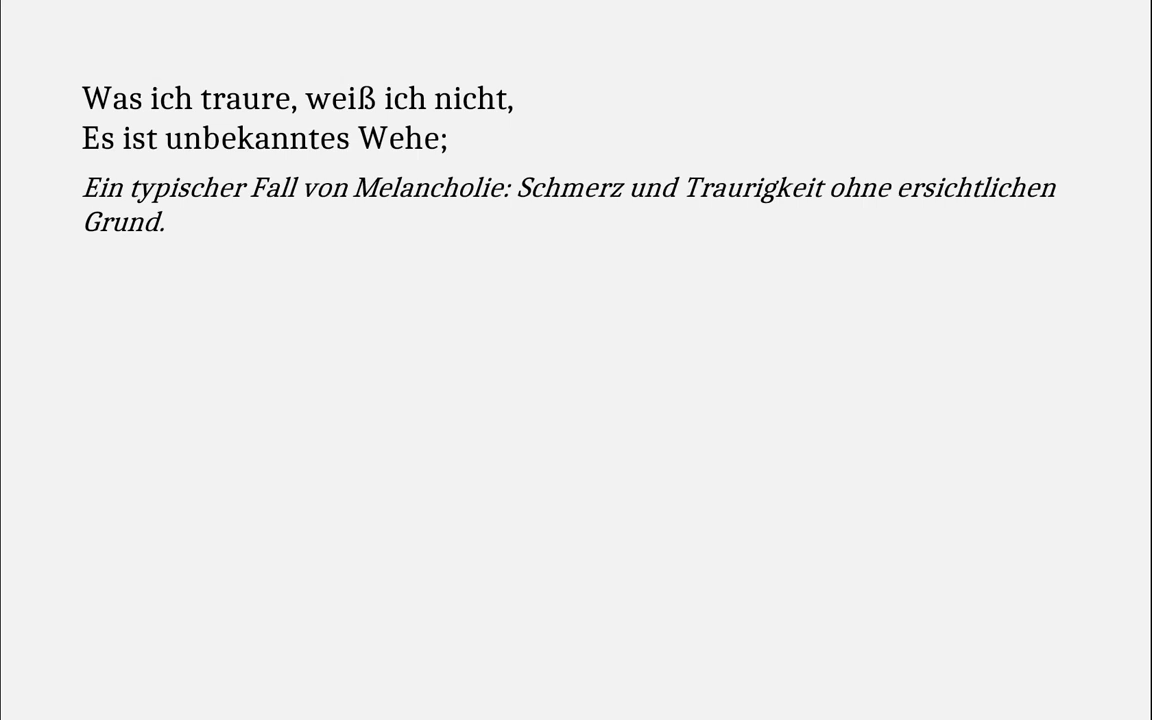 Was ich traure, weiß ich nicht,
Es ist unbekanntes Wehe;
Ein typischer Fall von Melancholie: Schmerz und Traurigkeit ohne ersichtlichen
Grund.